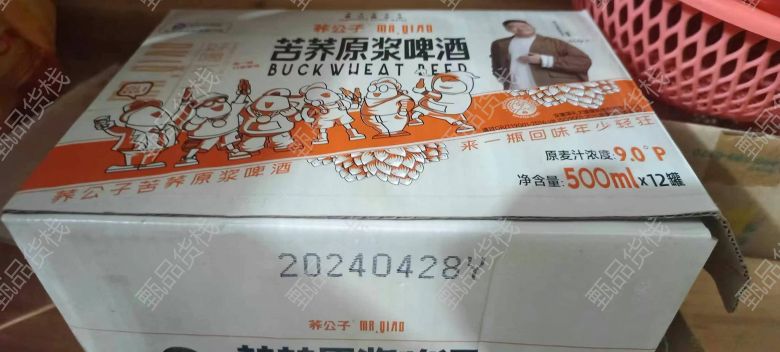 荞公子 MR.QIAO
苦荞原浆啤酒
BUCKWHEAT BEER
来一瓶回味年少轻狂
荞公子苦荞原浆啤酒
原麦汁浓度:9.0°P
净含量:500ml×12罐
20240428Y
荞公子 MR.QIAO
甄品货栈